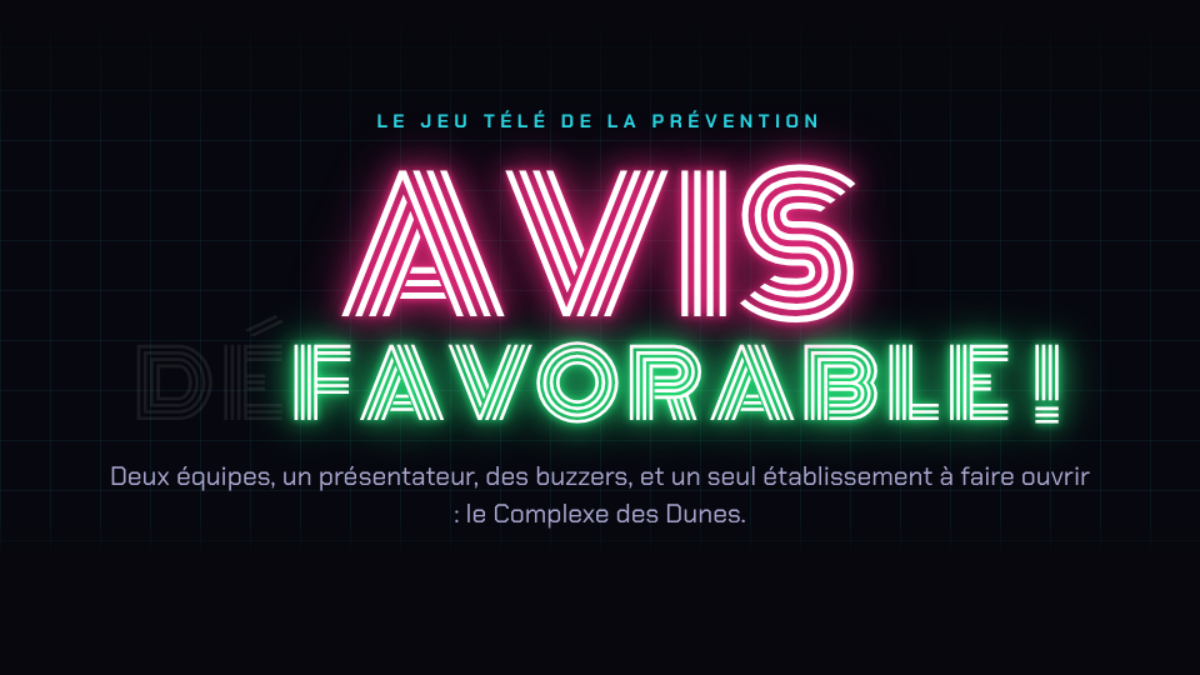 LE JEU TÉLÉ DE LA PRÉVENTION
AVIS
DÉFAVORABLE !
Deux équipes, un présentateur, des buzzers, et un seul établissement à faire ouvrir
: le Complexe des Dunes.